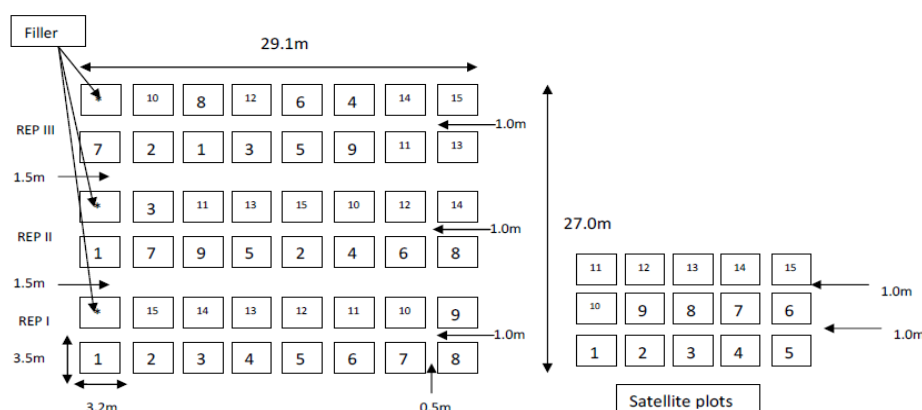 Filler
29.1m
* 10 8 12 6 4 14 15
REP III
1.0m
7 2 1 3 5 9 11 13
1.5m
* 3 11 13 15 10 12 14
1.0m
27.0m
REP II
1 7 9 5 2 4 6 8
11 12 13 14 15
1.5m
1.0m
* 15 14 13 12 11 10 9
10 9 8 7 6
REP I
1.0m
1.0m
3.5m
1 2 3 4 5 6 7 8
1 2 3 4 5
Satellite plots
3.2m
0.5m